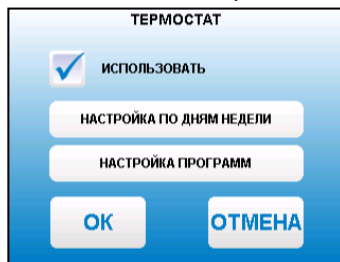 ТЕРМОСТАТ
ИСПОЛЬЗОВАТЬ
НАСТРОЙКА ПО ДНЯМ НЕДЕЛИ
НАСТРОЙКА ПРОГРАММ
ОК ОТМЕНА